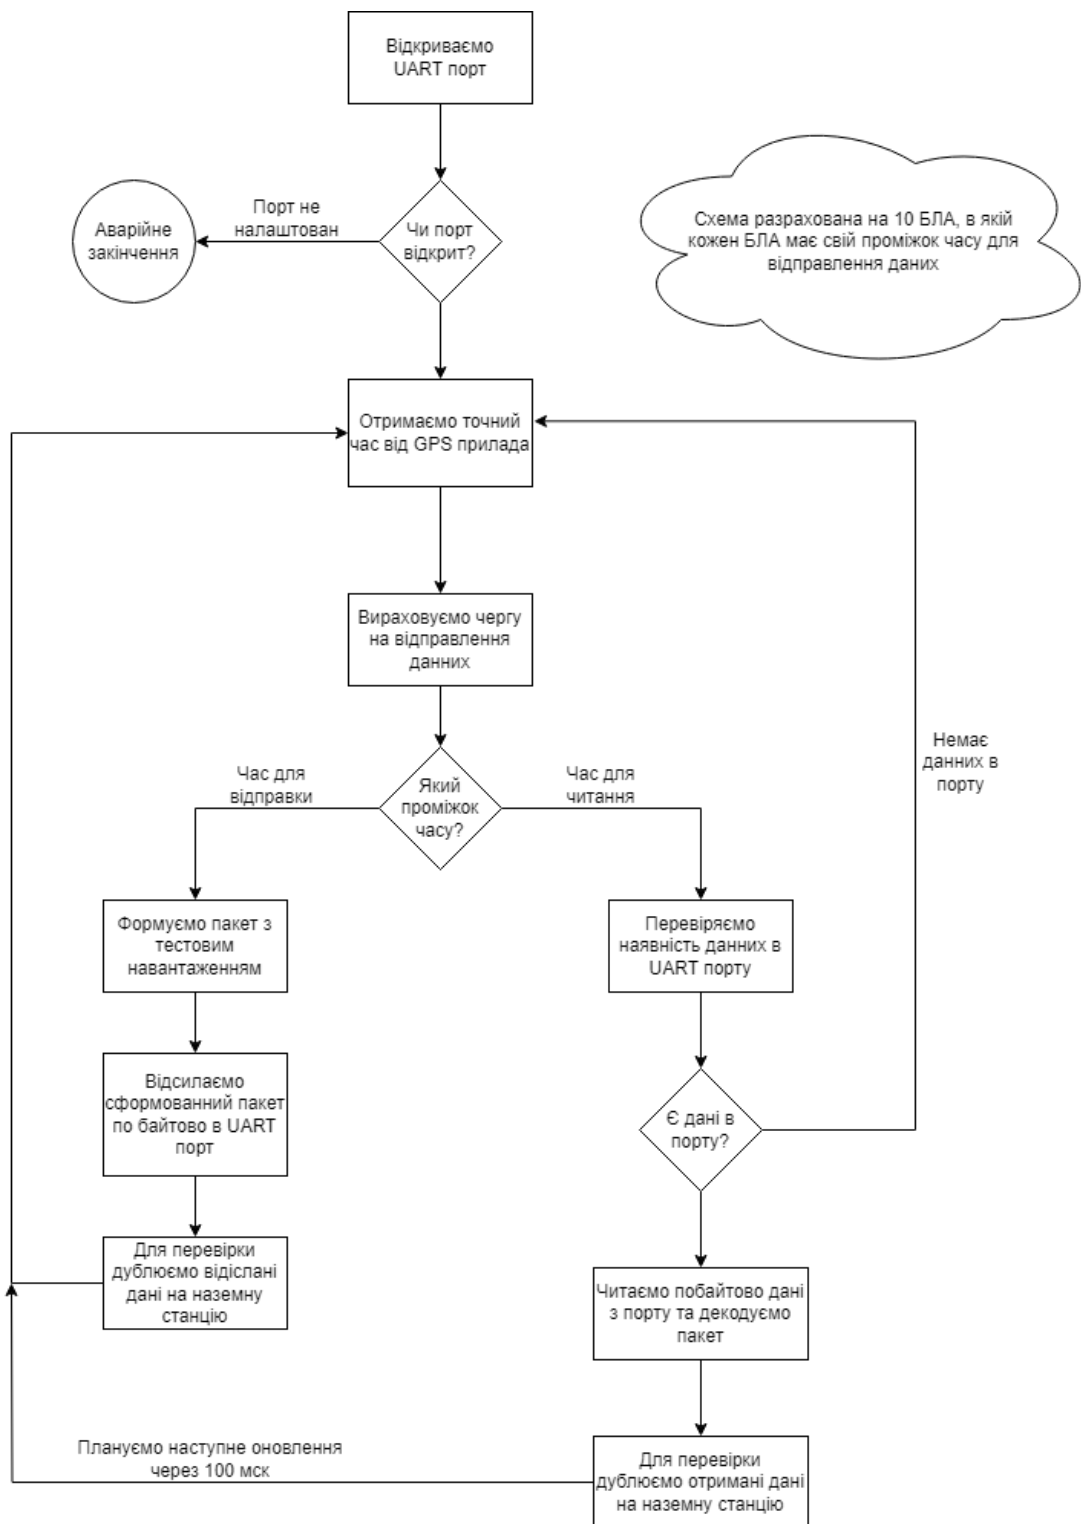 Відкриваємо
UART порт
Схема разрахована на 10 БЛА, в якій
кожен БЛА має свій проміжок часу для
відправлення даних
Порт не
налаштован
Аварійне
закінчення
Чи порт
відкрит?
Отримаємо точний
час від GPS прилада
Вираховуємо чергу
на відправлення
данних
Немає
данних в
порту
Час для
відправки
Який
проміжок
часу?
Час для
читання
Формуємо пакет з
тестовим
навантаженням
Перевіряємо
наявність данних в
UART порту
Відсилаємо
сформованний пакет
по байтово в UART
порт
Є дані в
порту?
Для перевірки
дублюємо відіслані
дані на наземну
станцію
Читаємо побайтово дані
з порту та декодуємо
пакет
Плануємо наступне оновлення
через 100 мск
Для перевірки
дублюємо отримані дані
на наземну станцію